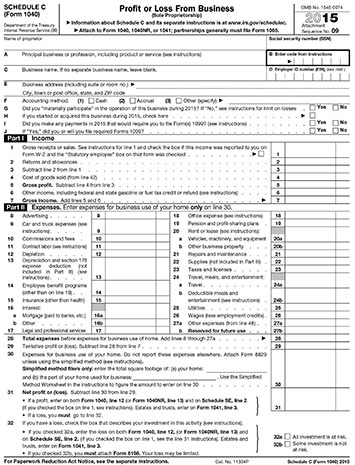 SCHEDULE C
(Form 1040)
Department of the Treasury
Internal Revenue Service (99)
Profit or Loss From Business
(Sole Proprietorship)
▶ Information about Schedule C and its separate instructions is at www.irs.gov/schedulec.
▶ Attach to Form 1040, 1040NR, or 1041; partnerships generally must file Form 1065.
OMB No. 1545-0074
2015
Attachment
Sequence No. 09
Name of proprietor
Social security number (SSN)
A Principal business or profession, including product or service (see instructions)
B Enter code from instructions
C Business name. If no separate business name, leave blank.
D Employer ID number (EIN), (see instr.)
E Business address (including suite or room no.) ▶
City, town or post office, state, and ZIP code
F Accounting method: (1) Cash (2) Accrual (3) Other (specify) ▶
G Did you "materially participate" in the operation of this business during 2015? If "No," see instructions for limit on losses Yes No
H If you started or acquired this business during 2015, check here ▶
I Did you make any payments in 2015 that would require you to file Form(s) 1099? (see instructions) Yes No
J If "Yes," did you or will you file required Forms 1099? Yes No
Part I Income
1 Gross receipts or sales. See instructions for line 1 and check the box if this income was reported to you on
Form W-2 and the "Statutory employee" box on that form was checked ▶ 1
2 Returns and allowances 2
3 Subtract line 2 from line 1 3
4 Cost of goods sold (from line 42) 4
5 Gross profit. Subtract line 4 from line 3 5
6 Other income, including federal and state gasoline or fuel tax credit or refund (see instructions) 6
7 Gross income. Add lines 5 and 6 ▶ 7
Part II Expenses. Enter expenses for business use of your home only on line 30.
8 Advertising 8
9 Car and truck expenses (see
instructions) 9
10 Commissions and fees 10
11 Contract labor (see instructions) 11
12 Depletion 12
13 Depreciation and section 179
expense deduction (not
included in Part III) (see
instructions) 13
14 Employee benefit programs
(other than on line 19) 14
15 Insurance (other than health) 15
16 Interest:
a Mortgage (paid to banks, etc.) 16a
b Other 16b
17 Legal and professional services 17
18 Office expense (see instructions) 18
19 Pension and profit-sharing plans 19
20 Rent or lease (see instructions):
a Vehicles, machinery, and equipment 20a
b Other business property 20b
21 Repairs and maintenance 21
22 Supplies (not included in Part III) 22
23 Taxes and licenses 23
24 Travel, meals, and entertainment:
a Travel 24a
b Deductible meals and
entertainment (see instructions) 24b
25 Utilities 25
26 Wages (less employment credits) 26
27a Other expenses (from line 48) 27a
b Reserved for future use 27b
28 Total expenses before expenses for business use of home. Add lines 8 through 27a ▶ 28
29 Tentative profit or (loss). Subtract line 28 from line 7 29
30 Expenses for business use of your home. Do not report these expenses elsewhere. Attach Form 8829
unless using the simplified method (see instructions).
Simplified method filers only: enter the total square footage of: (a) your home:
and (b) the part of your home used for business: . Use the Simplified
Method Worksheet in the instructions to figure the amount to enter on line 30 30
31 Net profit or (loss). Subtract line 30 from line 29.
• If a profit, enter on both Form 1040, line 12 (or Form 1040NR, line 13) and on Schedule SE, line 2.
(If you checked the box on line 1, see instructions). Estates and trusts, enter on Form 1041, line 3.
• If a loss, you must go to line 32.
31
32 If you have a loss, check the box that describes your investment in this activity (see instructions).
• If you checked 32a, enter the loss on both Form 1040, line 12, (or Form 1040NR, line 13) and
on Schedule SE, line 2. (If you checked the box on line 1, see the line 31 instructions). Estates and
trusts, enter on Form 1041, line 3.
• If you checked 32b, you must attach Form 6198. Your loss may be limited.
32a All investment is at risk.
32b Some investment is not
at risk.
For Paperwork Reduction Act Notice, see the separate instructions.
Cat. No. 11334P
Schedule C (Form 1040) 2015